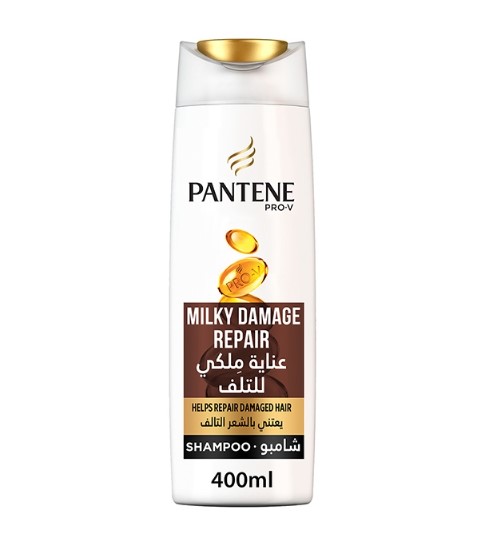 PANTENE
PRO-V
PRO-V
MILKY DAMAGE
REPAIR
عناية مِلكي
للتلف
HELPS REPAIR DAMAGED HAIR
يعتني بالشعر التالف
SHAMPOO • شامبو
400ml